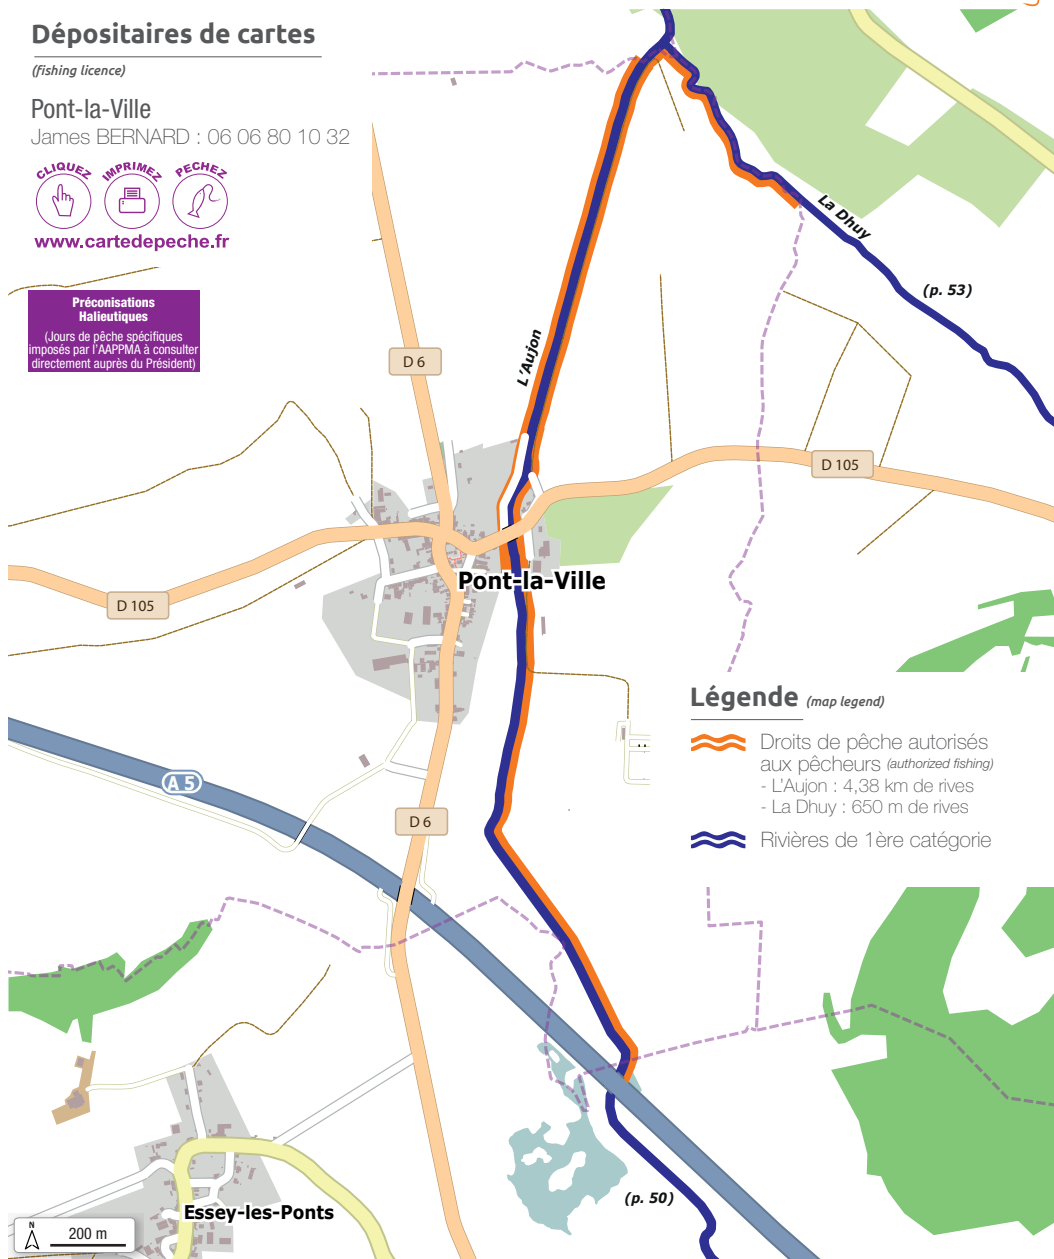 Dépositaires de cartes
(fishing licence)
Pont-la-Ville
James BERNARD : 06 06 80 10 32
CLIQUEZ IMPRIMEZ PECHEZ
www.cartedepeche.fr
Préconisations
Halieutiques
(Jours de pêche spécifiques
imposés par l'AAPPMA à consulter
directement auprès du Président)
La Dhuy
(p. 53)
L'Aujon
D 6
D 105
Pont-la-Ville
D 105
Légende (map legend)
Droits de pêche autorisés
aux pêcheurs (authorized fishing)
- L'Aujon : 4,38 km de rives
- La Dhuy : 650 m de rives
Rivières de 1ère catégorie
A 5
D 6
(p. 50)
Essey-les-Ponts
N
200 m